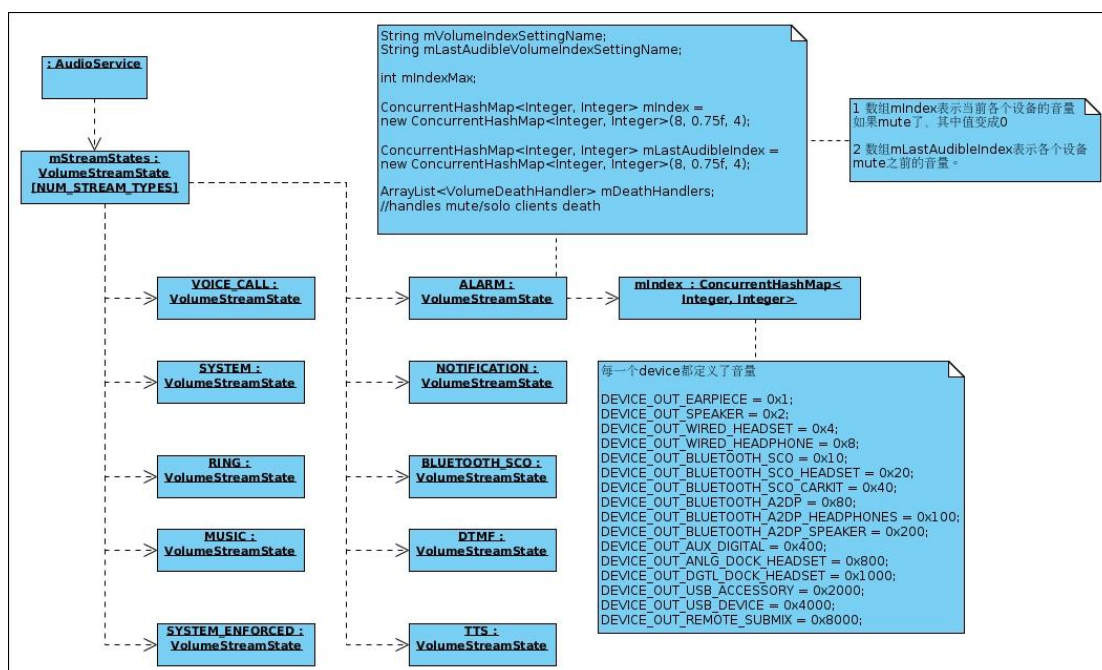 : AudioService
mStreamStates :
VolumeStreamState
[NUM_STREAM_TYPES]
String mVolumeIndexSettingName;
String mLastAudibleVolumeIndexSettingName;
int mIndexMax;
ConcurrentHashMap<Integer, Integer> mIndex =
new ConcurrentHashMap<Integer, Integer>(8, 0.75f, 4);
ConcurrentHashMap<Integer, Integer> mLastAudibleIndex =
new ConcurrentHashMap<Integer, Integer>(8, 0.75f, 4);
ArrayList<VolumeDeathHandler> mDeathHandlers;
//handles mute/solo clients death
1 数组mIndex表示当前各个设备的音量
如果mute了，其中值变成0
2 数组mLastAudibleIndex表示各个设备
mute之前的音量。
VOICE_CALL :
VolumeStreamState
SYSTEM :
VolumeStreamState
RING :
VolumeStreamState
MUSIC :
VolumeStreamState
SYSTEM_ENFORCED :
VolumeStreamState
ALARM :
VolumeStreamState
NOTIFICATION :
VolumeStreamState
BLUETOOTH_SCO :
VolumeStreamState
DTMF :
VolumeStreamState
TTS :
VolumeStreamState
mIndex : ConcurrentHashMap<
Integer, Integer>
每一个device都定义了音量
DEVICE_OUT_EARPIECE = 0x1;
DEVICE_OUT_SPEAKER = 0x2;
DEVICE_OUT_WIRED_HEADSET = 0x4;
DEVICE_OUT_WIRED_HEADPHONE = 0x8;
DEVICE_OUT_BLUETOOTH_SCO = 0x10;
DEVICE_OUT_BLUETOOTH_SCO_HEADSET = 0x20;
DEVICE_OUT_BLUETOOTH_SCO_CARKIT = 0x40;
DEVICE_OUT_BLUETOOTH_A2DP = 0x80;
DEVICE_OUT_BLUETOOTH_A2DP_HEADPHONES = 0x100;
DEVICE_OUT_BLUETOOTH_A2DP_SPEAKER = 0x200;
DEVICE_OUT_AUX_DIGITAL = 0x400;
DEVICE_OUT_ANLG_DOCK_HEADSET = 0x800;
DEVICE_OUT_DGTL_DOCK_HEADSET = 0x1000;
DEVICE_OUT_USB_ACCESSORY = 0x2000;
DEVICE_OUT_USB_DEVICE = 0x4000;
DEVICE_OUT_REMOTE_SUBMIX = 0x8000;